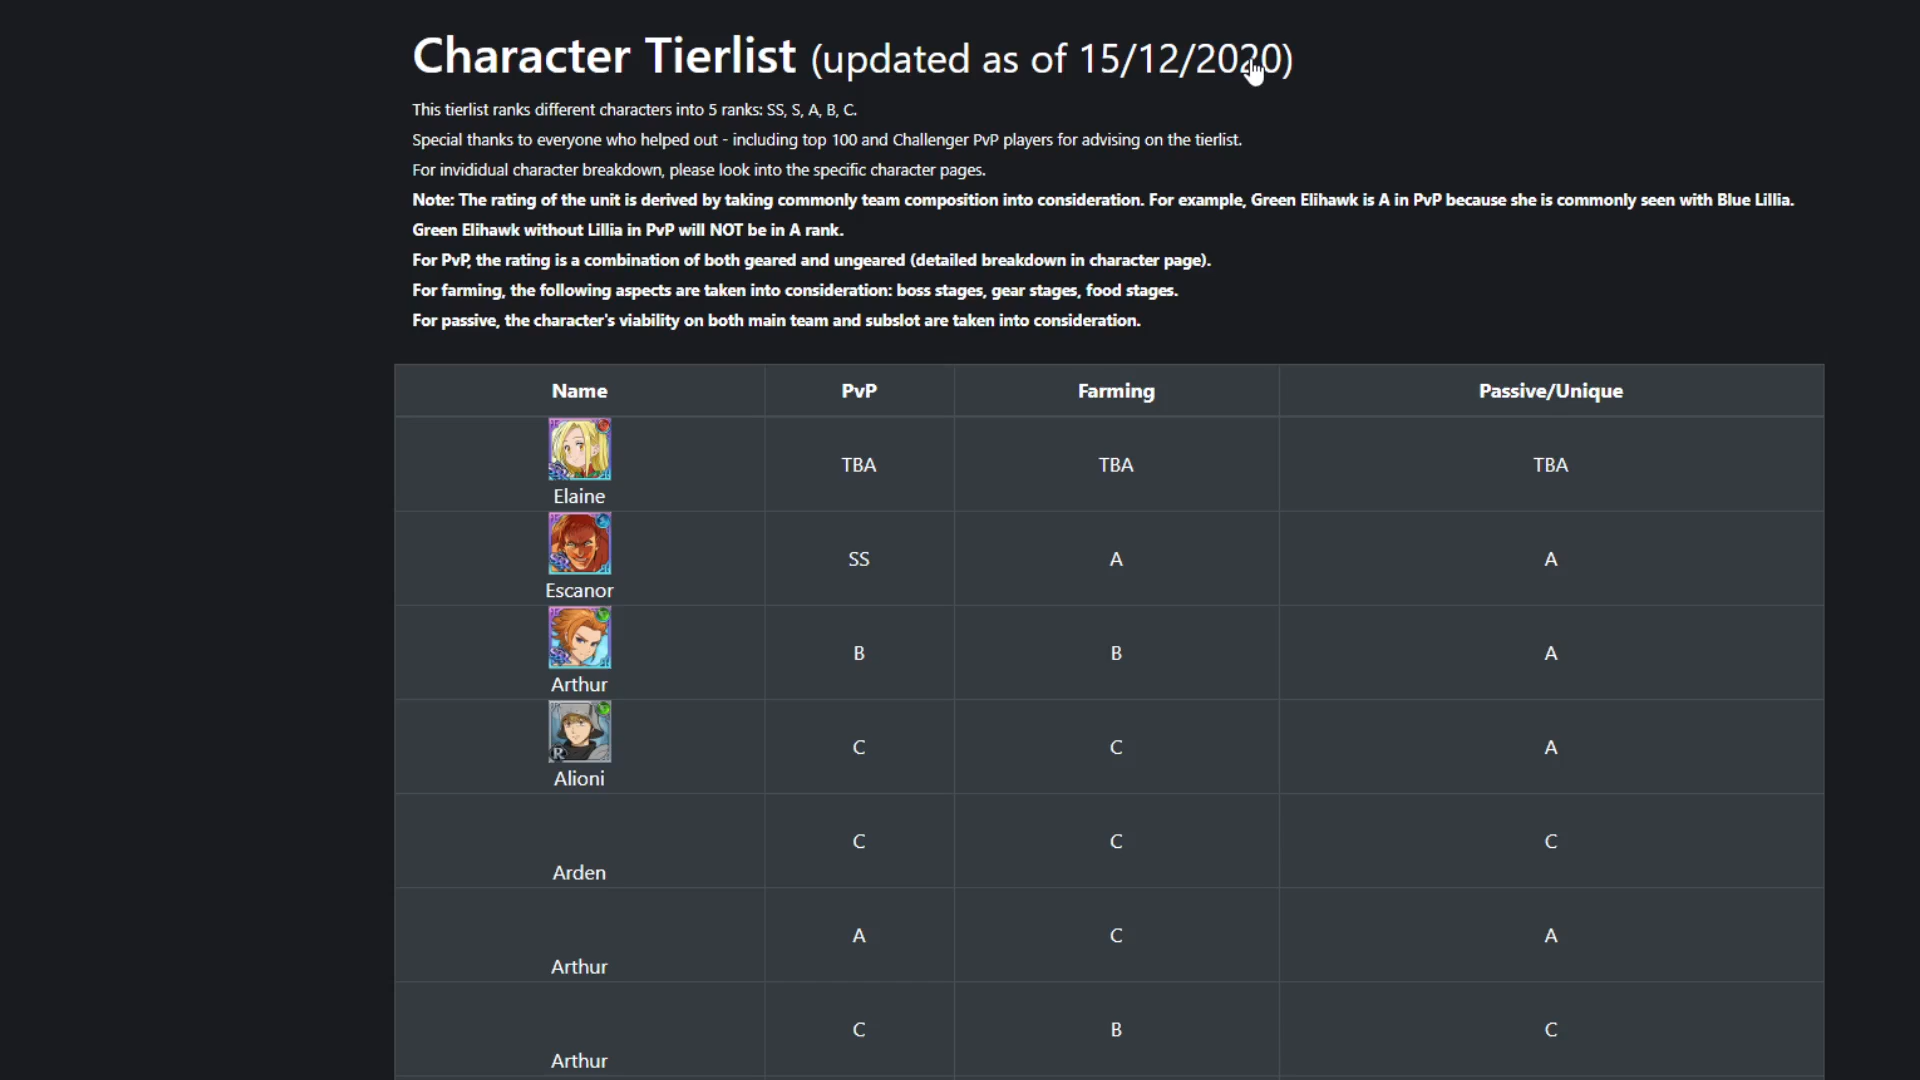 Character Tierlist (updated as of 15/12/2020)
This tierlist ranks different characters into 5 ranks: SS, S, A, B, C.
Special thanks to everyone who helped out - including top 100 and Challenger PvP players for advising on the tierlist.
For invididual character breakdown, please look into the specific character pages.
Note: The rating of the unit is derived by taking commonly team composition into consideration. For example, Green Elihawk is A in PvP because she is commonly seen with Blue Lillia.
Green Elihawk without Lillia in PvP will NOT be in A rank.
For PvP, the rating is a combination of both geared and ungeared (detailed breakdown in character page).
For farming, the following aspects are taken into consideration: boss stages, gear stages, food stages.
For passive, the character's viability on both main team and subslot are taken into consideration.
Name PvP Farming Passive/Unique
Elaine TBA TBA TBA
Escanor SS A A
Arthur B B A
R
Alioni C C A
Arden C C C
Arthur A C A
Arthur C B C